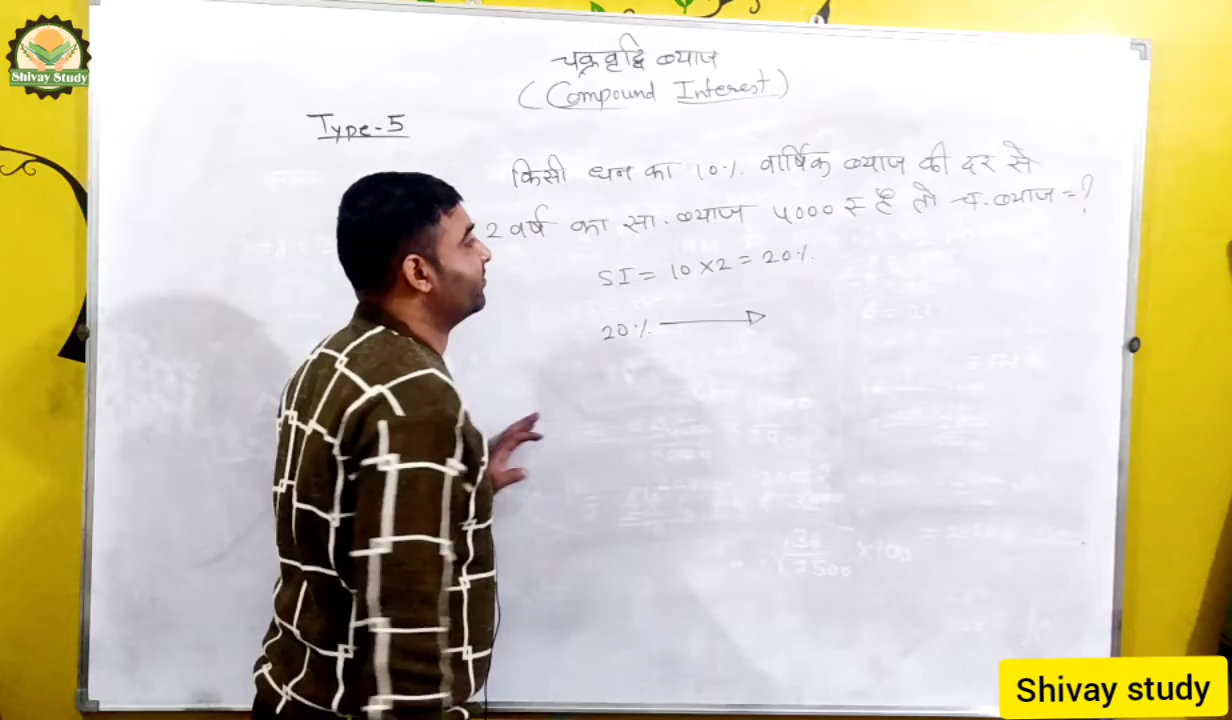 Shivay Study
चक्रवृद्धि ब्याज
(Compound Interest)
Type-5
किसी धन का 10% वार्षिक ब्याज की दर से
2 वर्ष का सा. ब्याज 4000 ₹ है तो च. ब्याज = ?
SI = 10 × 2 = 20%
20% →
Shivay study